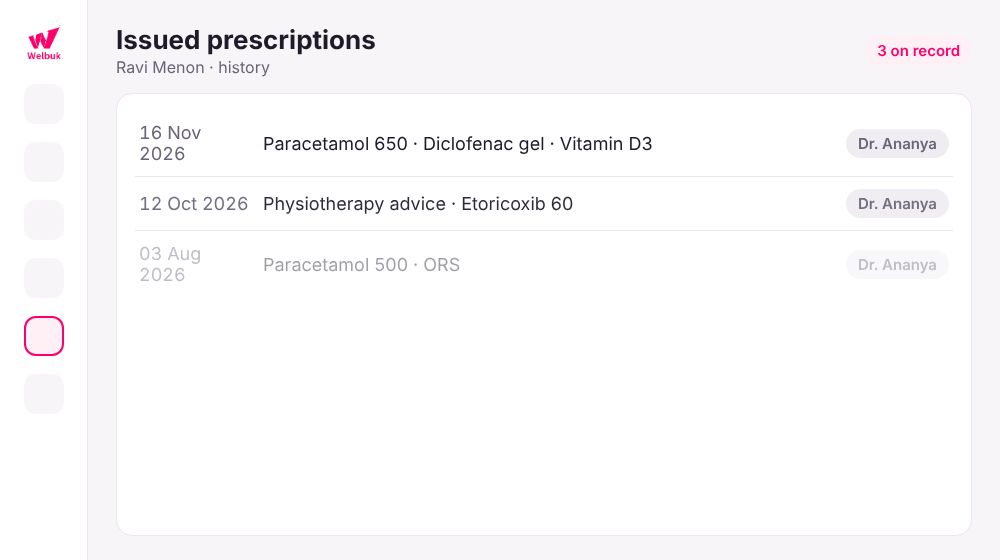 Welbuk
Issued prescriptions
Ravi Menon · history
3 on record
16 Nov
2026
Paracetamol 650 · Diclofenac gel · Vitamin D3
Dr. Ananya
12 Oct 2026
Physiotherapy advice · Etoricoxib 60
Dr. Ananya
03 Aug
2026
Paracetamol 500 · ORS
Dr. Ananya